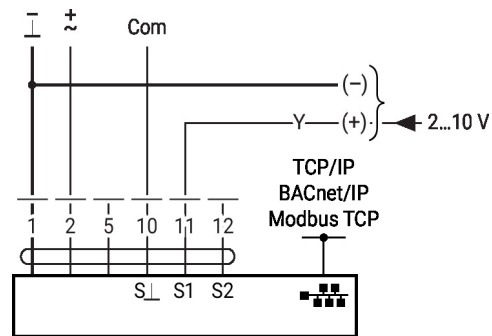 − +
⊥ ~ Com
(−)
Y (+) 2...10 V
TCP/IP
BACnet/IP
Modbus TCP
1 2 5 10 11 12
S⊥ S1 S2